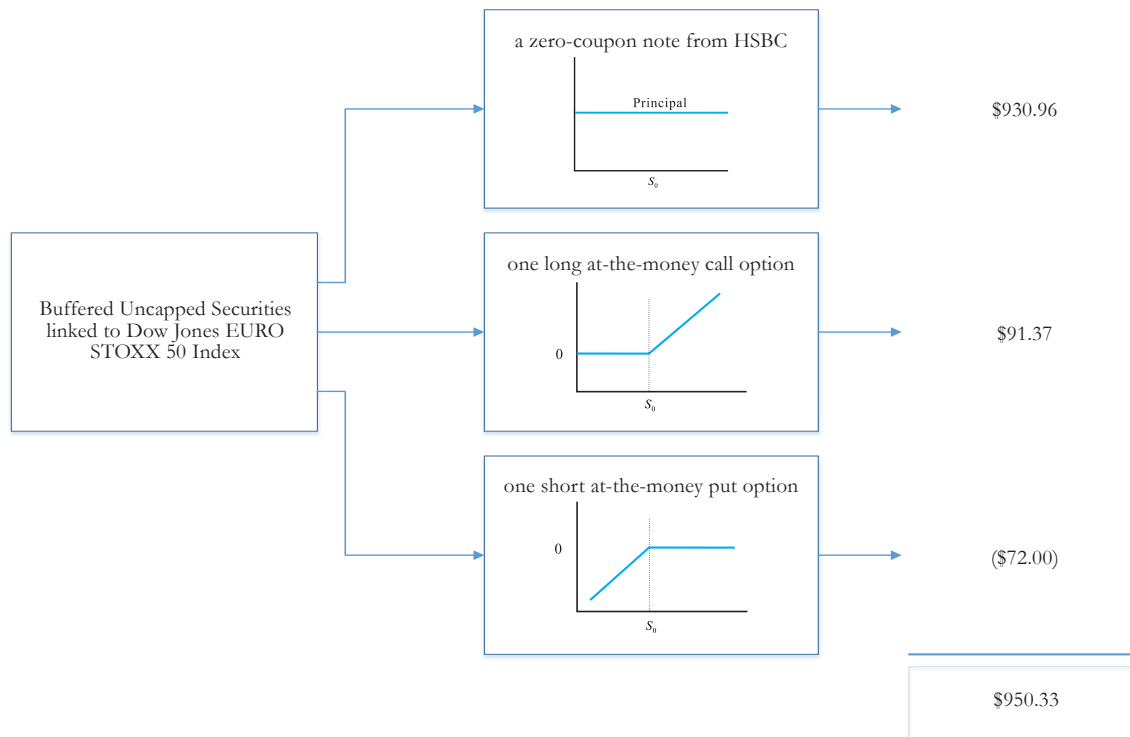 a zero-coupon note from HSBC
Principal
S₀
$930.96
Buffered Uncapped Securities
linked to Dow Jones EURO
STOXX 50 Index
one long at-the-money call option
0
S₀
$91.37
one short at-the-money put option
0
S₀
($72.00)
$950.33